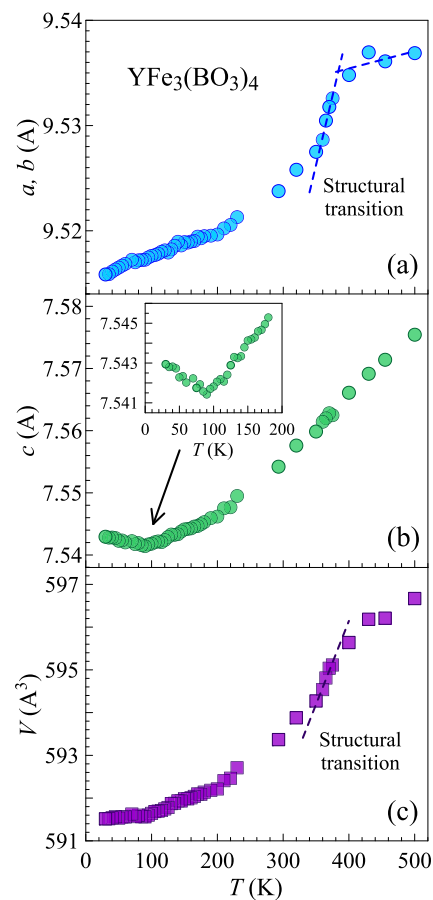 9.54
YFe₃(BO₃)₄
9.53
a, b (A)
Structural
transition
9.52
(a)
7.58
7.545
7.57
7.543
7.541
0 50 100 150 200
T (K)
7.56
c (A)
7.55
(b)
7.54
597
595
V (A³)
Structural
transition
593
(c)
591
0 100 200 300 400 500
T (K)